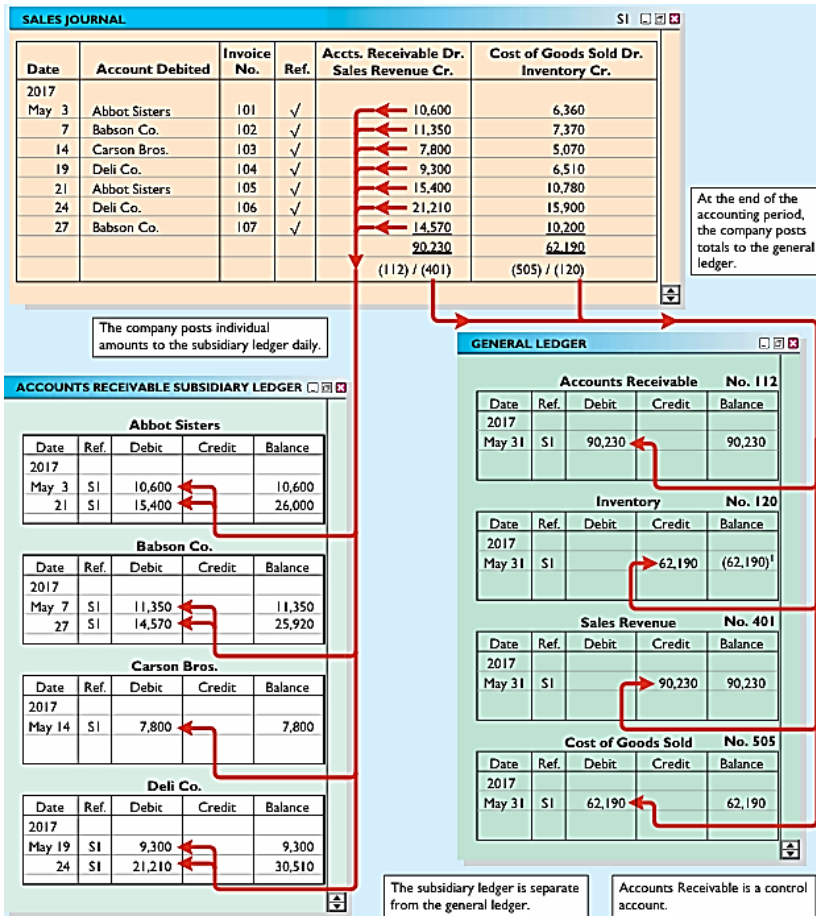 SALES JOURNAL S1
Invoice Accts. Receivable Dr. Cost of Goods Sold Dr.
Date Account Debited No. Ref. Sales Revenue Cr. Inventory Cr.
2017
May 3 Abbot Sisters 101 √ 10,600 6,360
7 Babson Co. 102 √ 11,350 7,370
14 Carson Bros. 103 √ 7,800 5,070
19 Deli Co. 104 √ 9,300 6,510
21 Abbot Sisters 105 √ 15,400 10,780
24 Deli Co. 106 √ 21,210 15,900
27 Babson Co. 107 √ 14,570 10,200
90,230 62,190
(112) / (401) (505) / (120)
At the end of the
accounting period,
the company posts
totals to the general
ledger.
The company posts individual
amounts to the subsidiary ledger daily.
ACCOUNTS RECEIVABLE SUBSIDIARY LEDGER
Abbot Sisters
Date Ref. Debit Credit Balance
2017
May 3 S1 10,600 10,600
21 S1 15,400 26,000
Babson Co.
Date Ref. Debit Credit Balance
2017
May 7 S1 11,350 11,350
27 S1 14,570 25,920
Carson Bros.
Date Ref. Debit Credit Balance
2017
May 14 S1 7,800 7,800
Deli Co.
Date Ref. Debit Credit Balance
2017
May 19 S1 9,300 9,300
24 S1 21,210 30,510
GENERAL LEDGER
Accounts Receivable No. 112
Date Ref. Debit Credit Balance
2017
May 31 S1 90,230 90,230
Inventory No. 120
Date Ref. Debit Credit Balance
2017
May 31 S1 62,190 (62,190)¹
Sales Revenue No. 401
Date Ref. Debit Credit Balance
2017
May 31 S1 90,230 90,230
Cost of Goods Sold No. 505
Date Ref. Debit Credit Balance
2017
May 31 S1 62,190 62,190
The subsidiary ledger is separate
from the general ledger.
Accounts Receivable is a control
account.